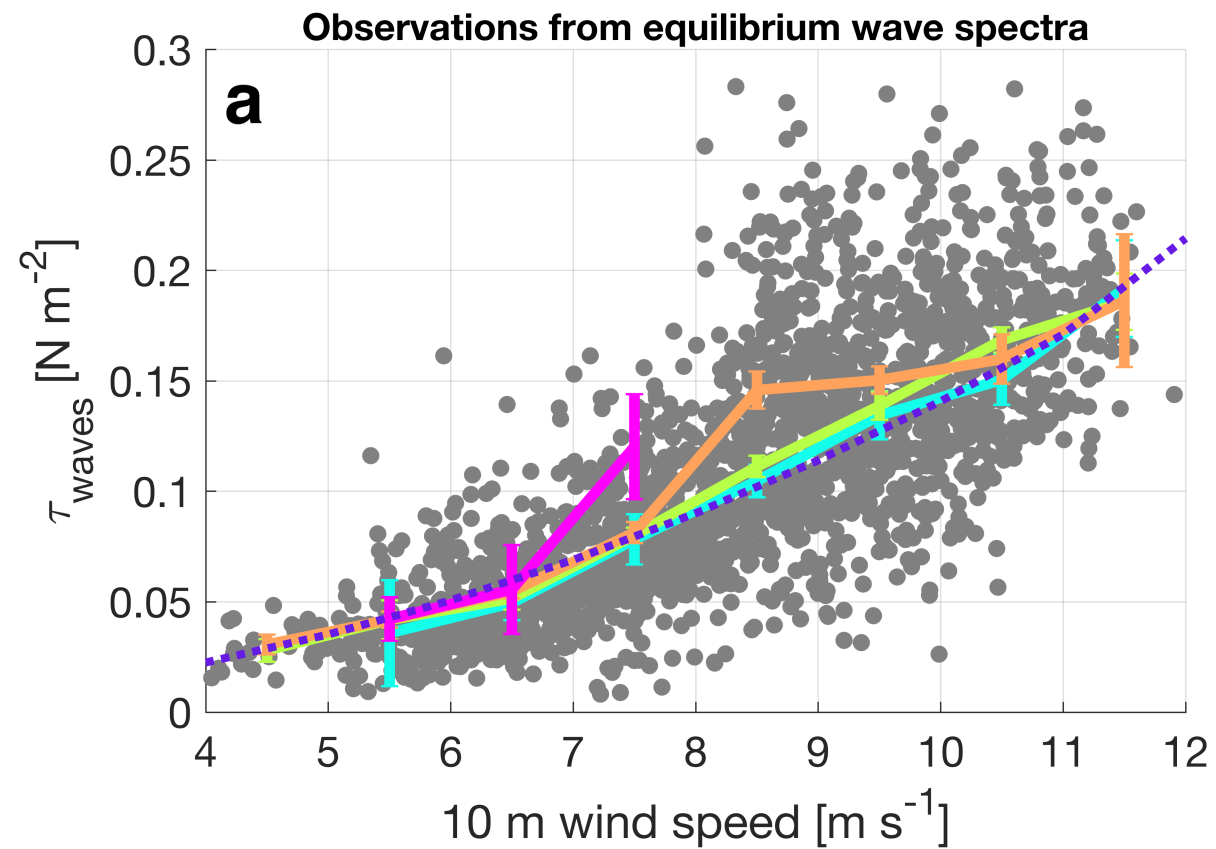 Observations from equilibrium wave spectra
a
0.3
0.25
0.2
0.15
0.1
0.05
0
τwaves [N m-2]
4 5 6 7 8 9 10 11 12
10 m wind speed [m s-1]